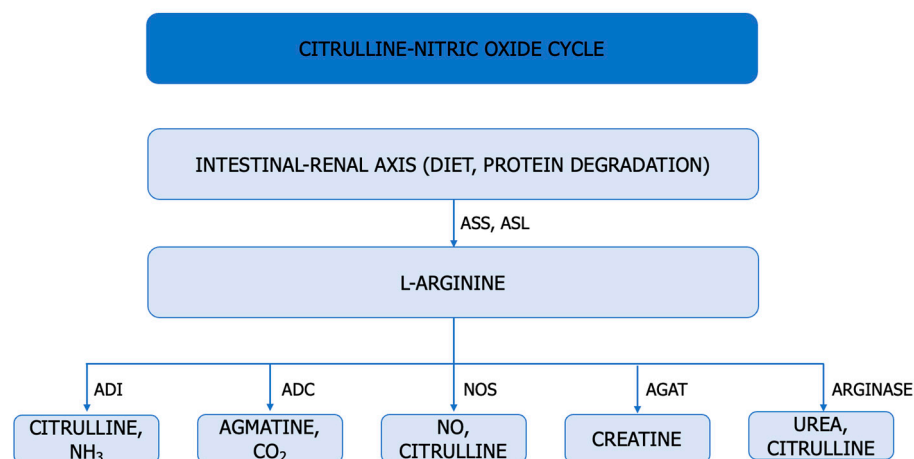 CITRULLINE-NITRIC OXIDE CYCLE
INTESTINAL-RENAL AXIS (DIET, PROTEIN DEGRADATION)
ASS, ASL
L-ARGININE
ADI
ADC
NOS
AGAT
ARGINASE
CITRULLINE,
NH₃
AGMATINE,
CO₂
NO,
CITRULLINE
CREATINE
UREA,
CITRULLINE